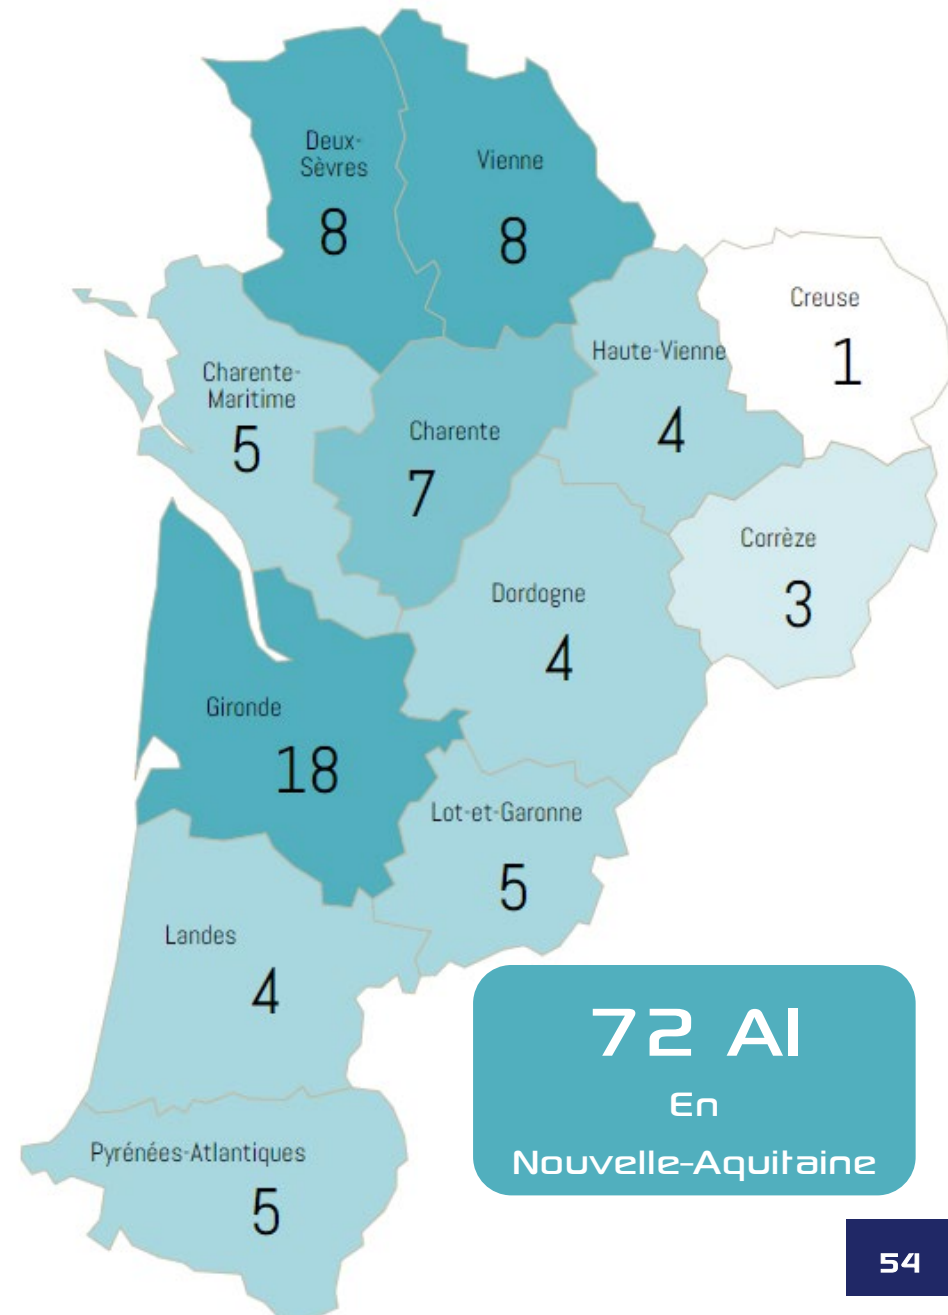 Deux-
Sèvres
8
Vienne
8
Creuse
1
Haute-Vienne
4
Charente-
Maritime
5
Charente
7
Corrèze
3
Dordogne
4
Gironde
18
Lot-et-Garonne
5
Landes
4
72 AI
En
Nouvelle-Aquitaine
Pyrénées-Atlantiques
5
54